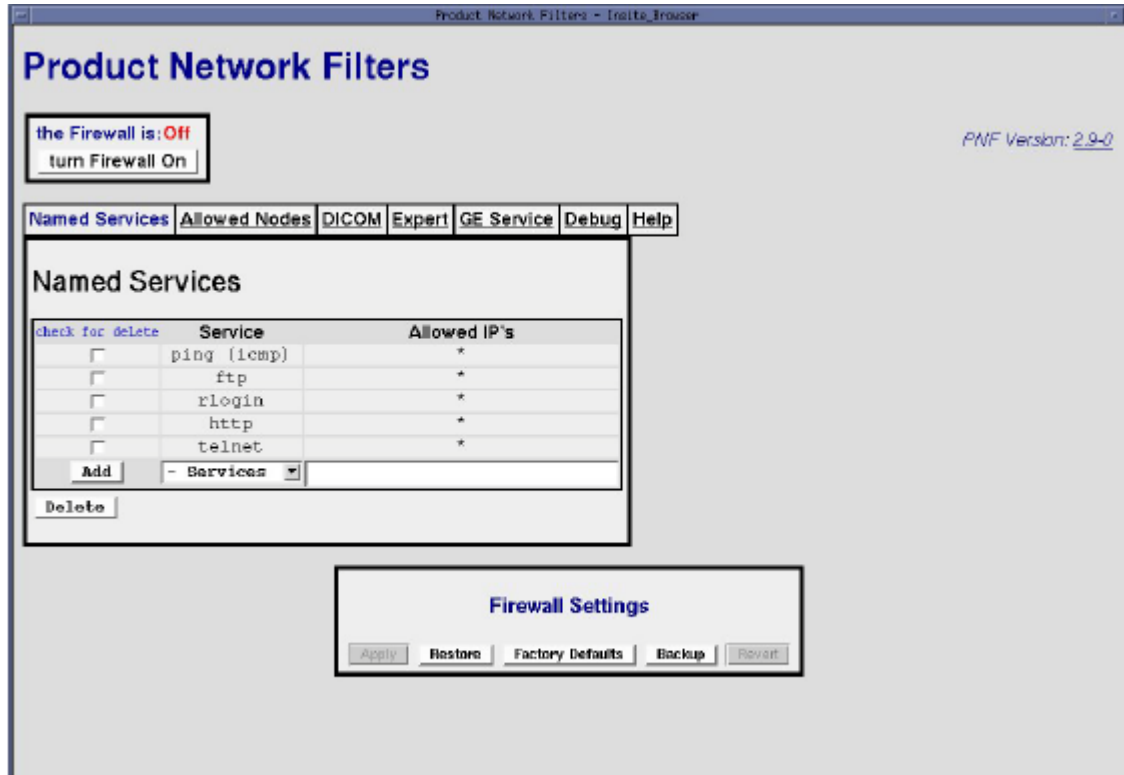 Product Network Filters - Insite_Browser
Product Network Filters
the Firewall is:Off
turn Firewall On
PNF Version: 2.9-0
Named Services Allowed Nodes DICOM Expert GE Service Debug Help
Named Services
check for delete Service Allowed IP's
ping (icmp) *
ftp *
rlogin *
http *
telnet *
Add - Services
Delete
Firewall Settings
Apply Restore Factory Defaults Backup Revert